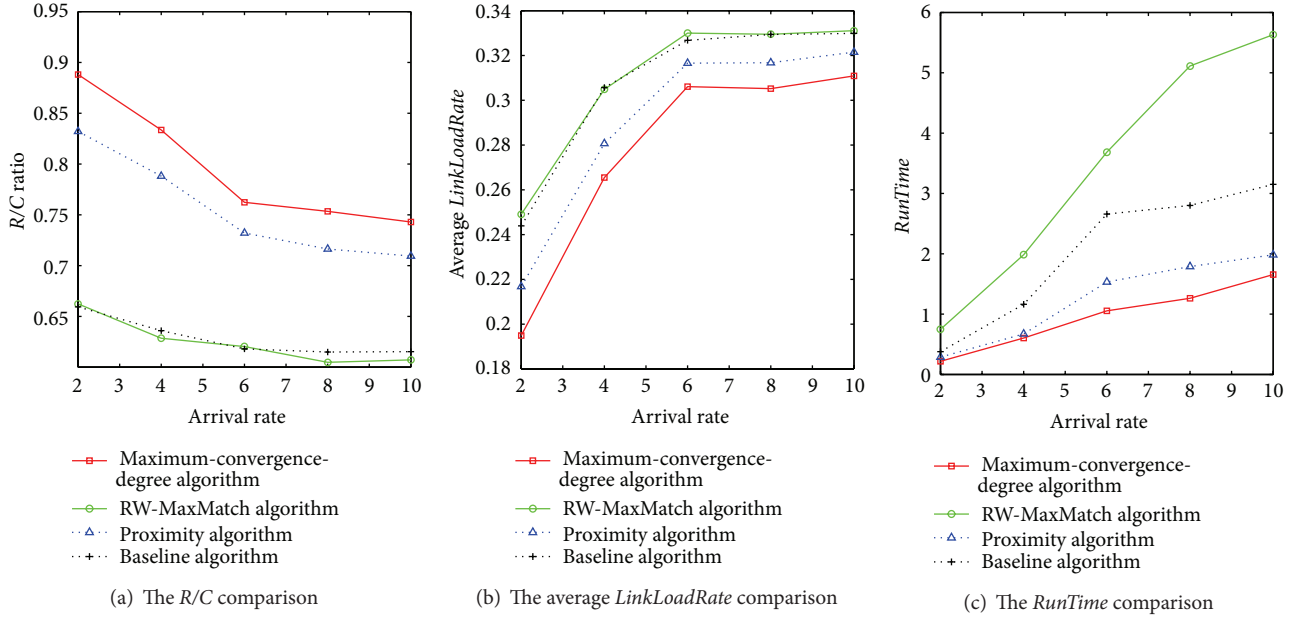 0.95
0.9
0.85
0.8
0.75
0.7
0.65
R/C ratio
2 3 4 5 6 7 8 9 10
Arrival rate
Maximum-convergence-
degree algorithm
RW-MaxMatch algorithm
Proximity algorithm
Baseline algorithm
(a) The R/C comparison
0.34
0.32
0.3
0.28
0.26
0.24
0.22
0.2
0.18
Average LinkLoadRate
2 3 4 5 6 7 8 9 10
Arrival rate
Maximum-convergence-
degree algorithm
RW-MaxMatch algorithm
Proximity algorithm
Baseline algorithm
(b) The average LinkLoadRate comparison
6
5
4
3
2
1
0
RunTime
2 3 4 5 6 7 8 9 10
Arrival rate
Maximum-convergence-
degree algorithm
RW-MaxMatch algorithm
Proximity algorithm
Baseline algorithm
(c) The RunTime comparison